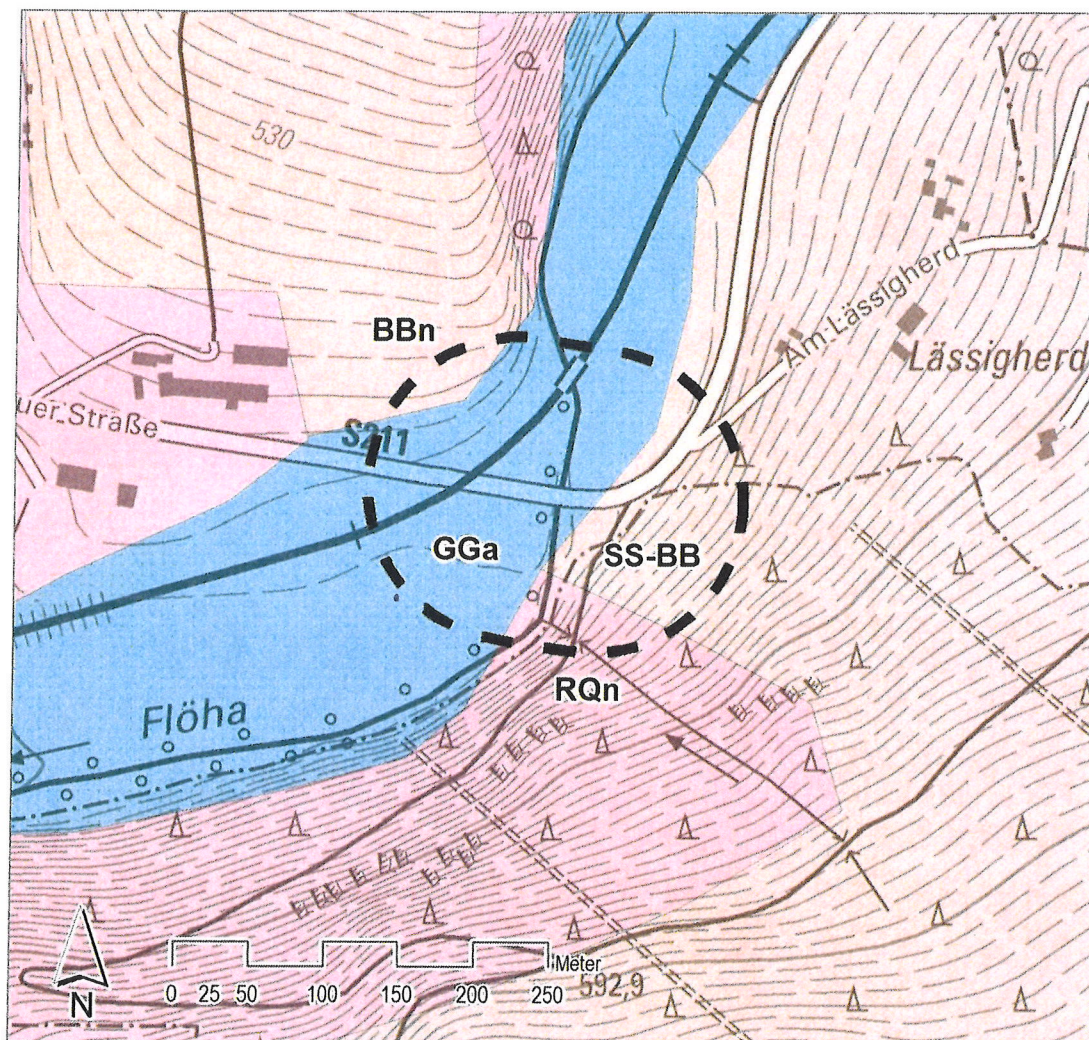 530
BBn
uer Straße
S211
Am Lässigherd
Lässigherd
GGa
SS-BB
RQn
Flöha
Meter
592,9
N
0 25 50 100 150 200 250